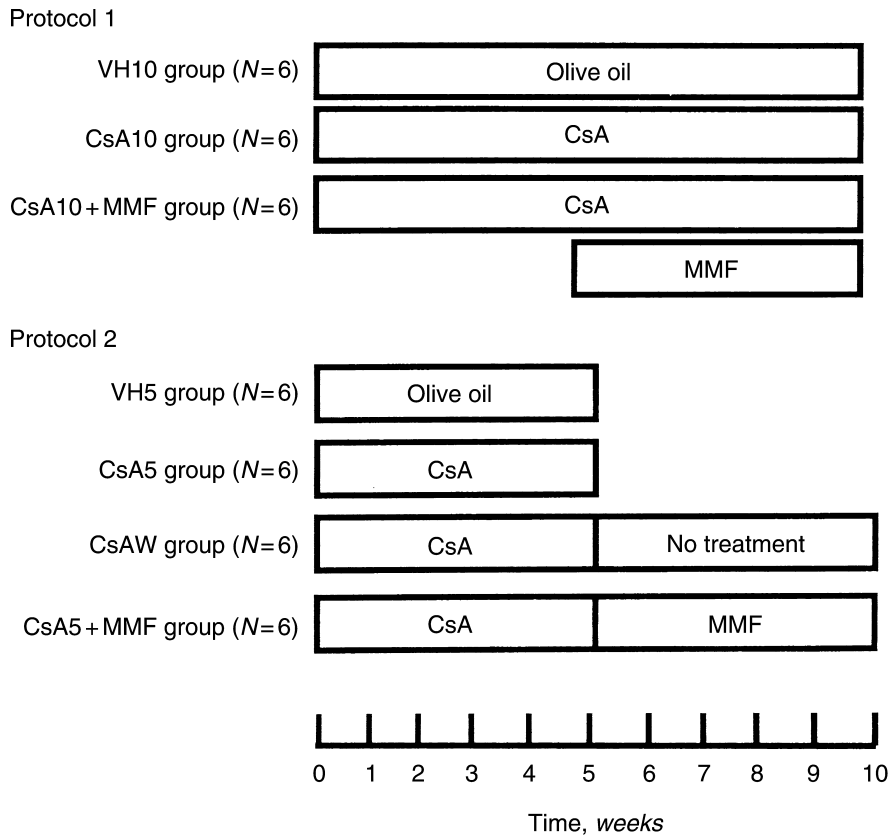 Protocol 1
VH10 group (N=6)
Olive oil
CsA10 group (N=6)
CsA
CsA10+MMF group (N=6)
CsA
MMF
Protocol 2
VH5 group (N=6)
Olive oil
CsA5 group (N=6)
CsA
CsAW group (N=6)
CsA
No treatment
CsA5+MMF group (N=6)
CsA
MMF
0 1 2 3 4 5 6 7 8 9 10
Time, weeks